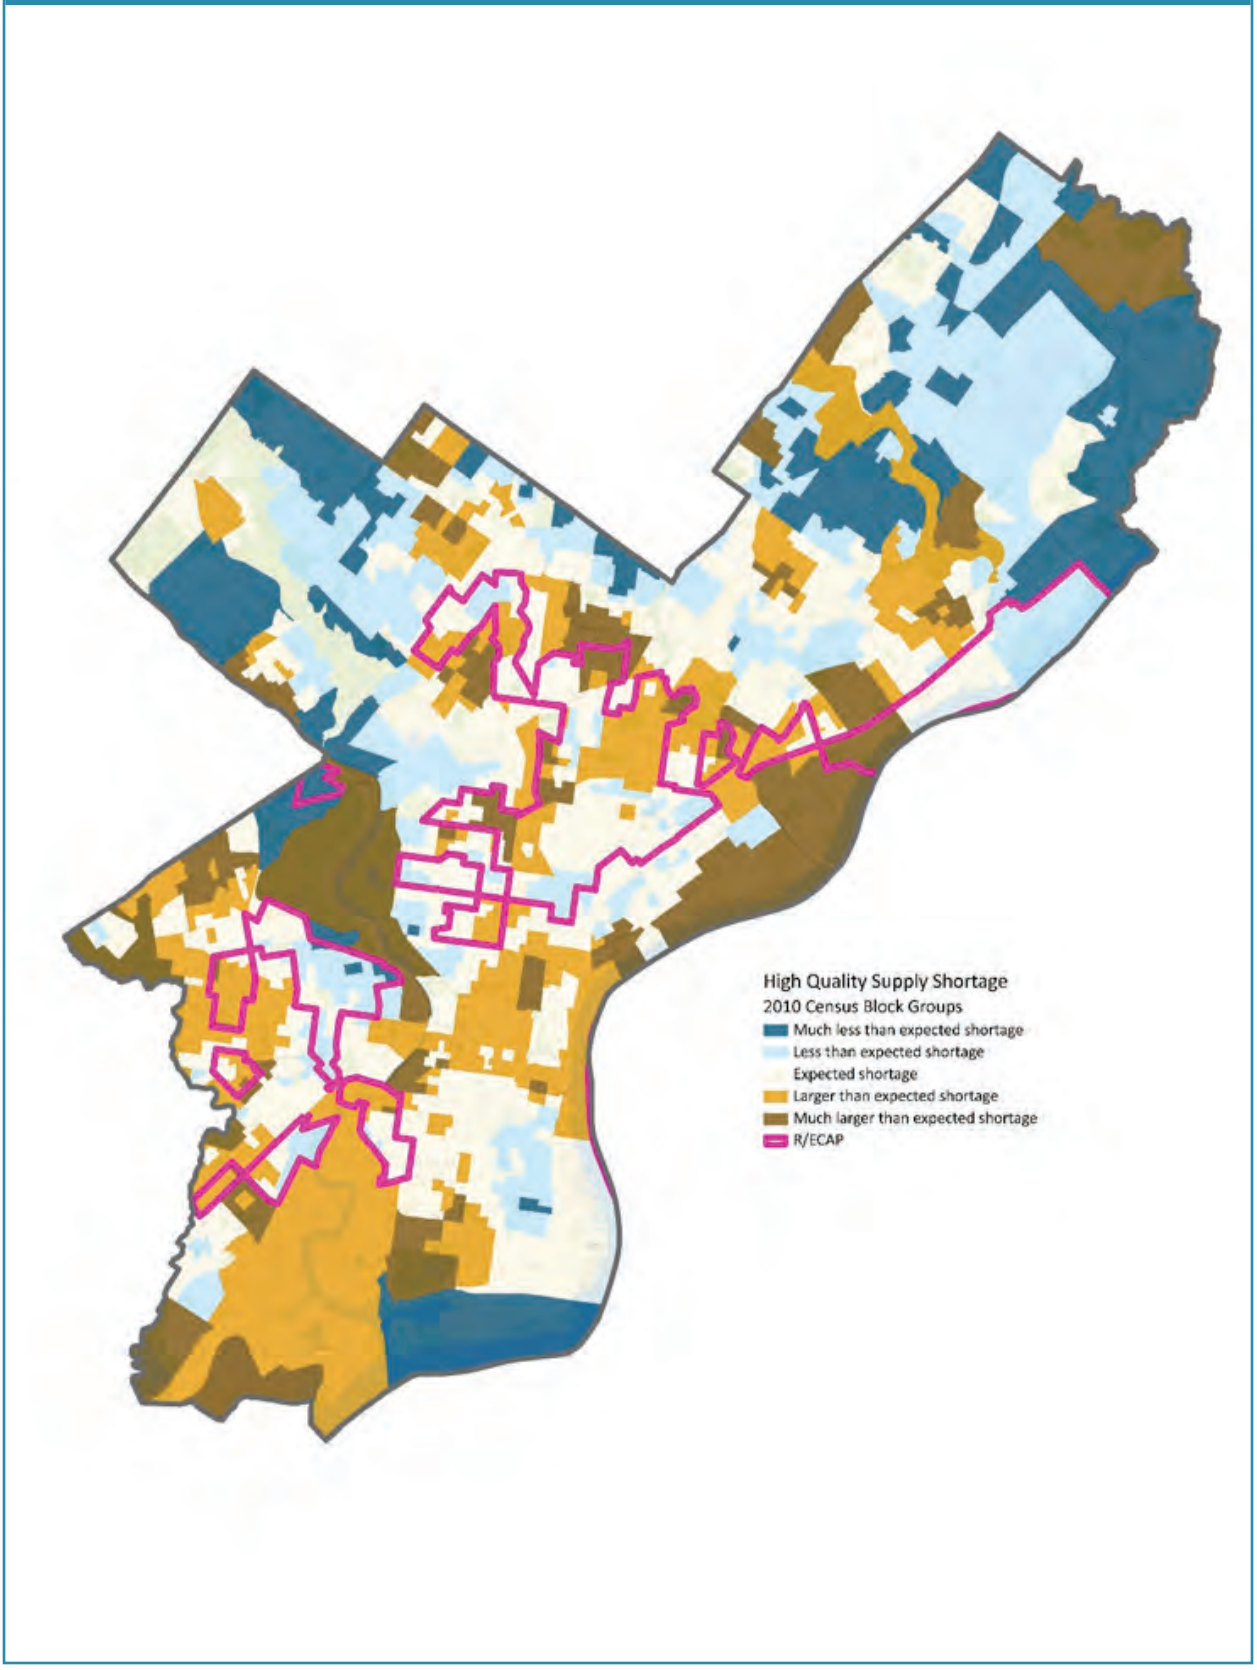 High Quality Supply Shortage
2010 Census Block Groups
Much less than expected shortage
Less than expected shortage
Expected shortage
Larger than expected shortage
Much larger than expected shortage
R/ECAP